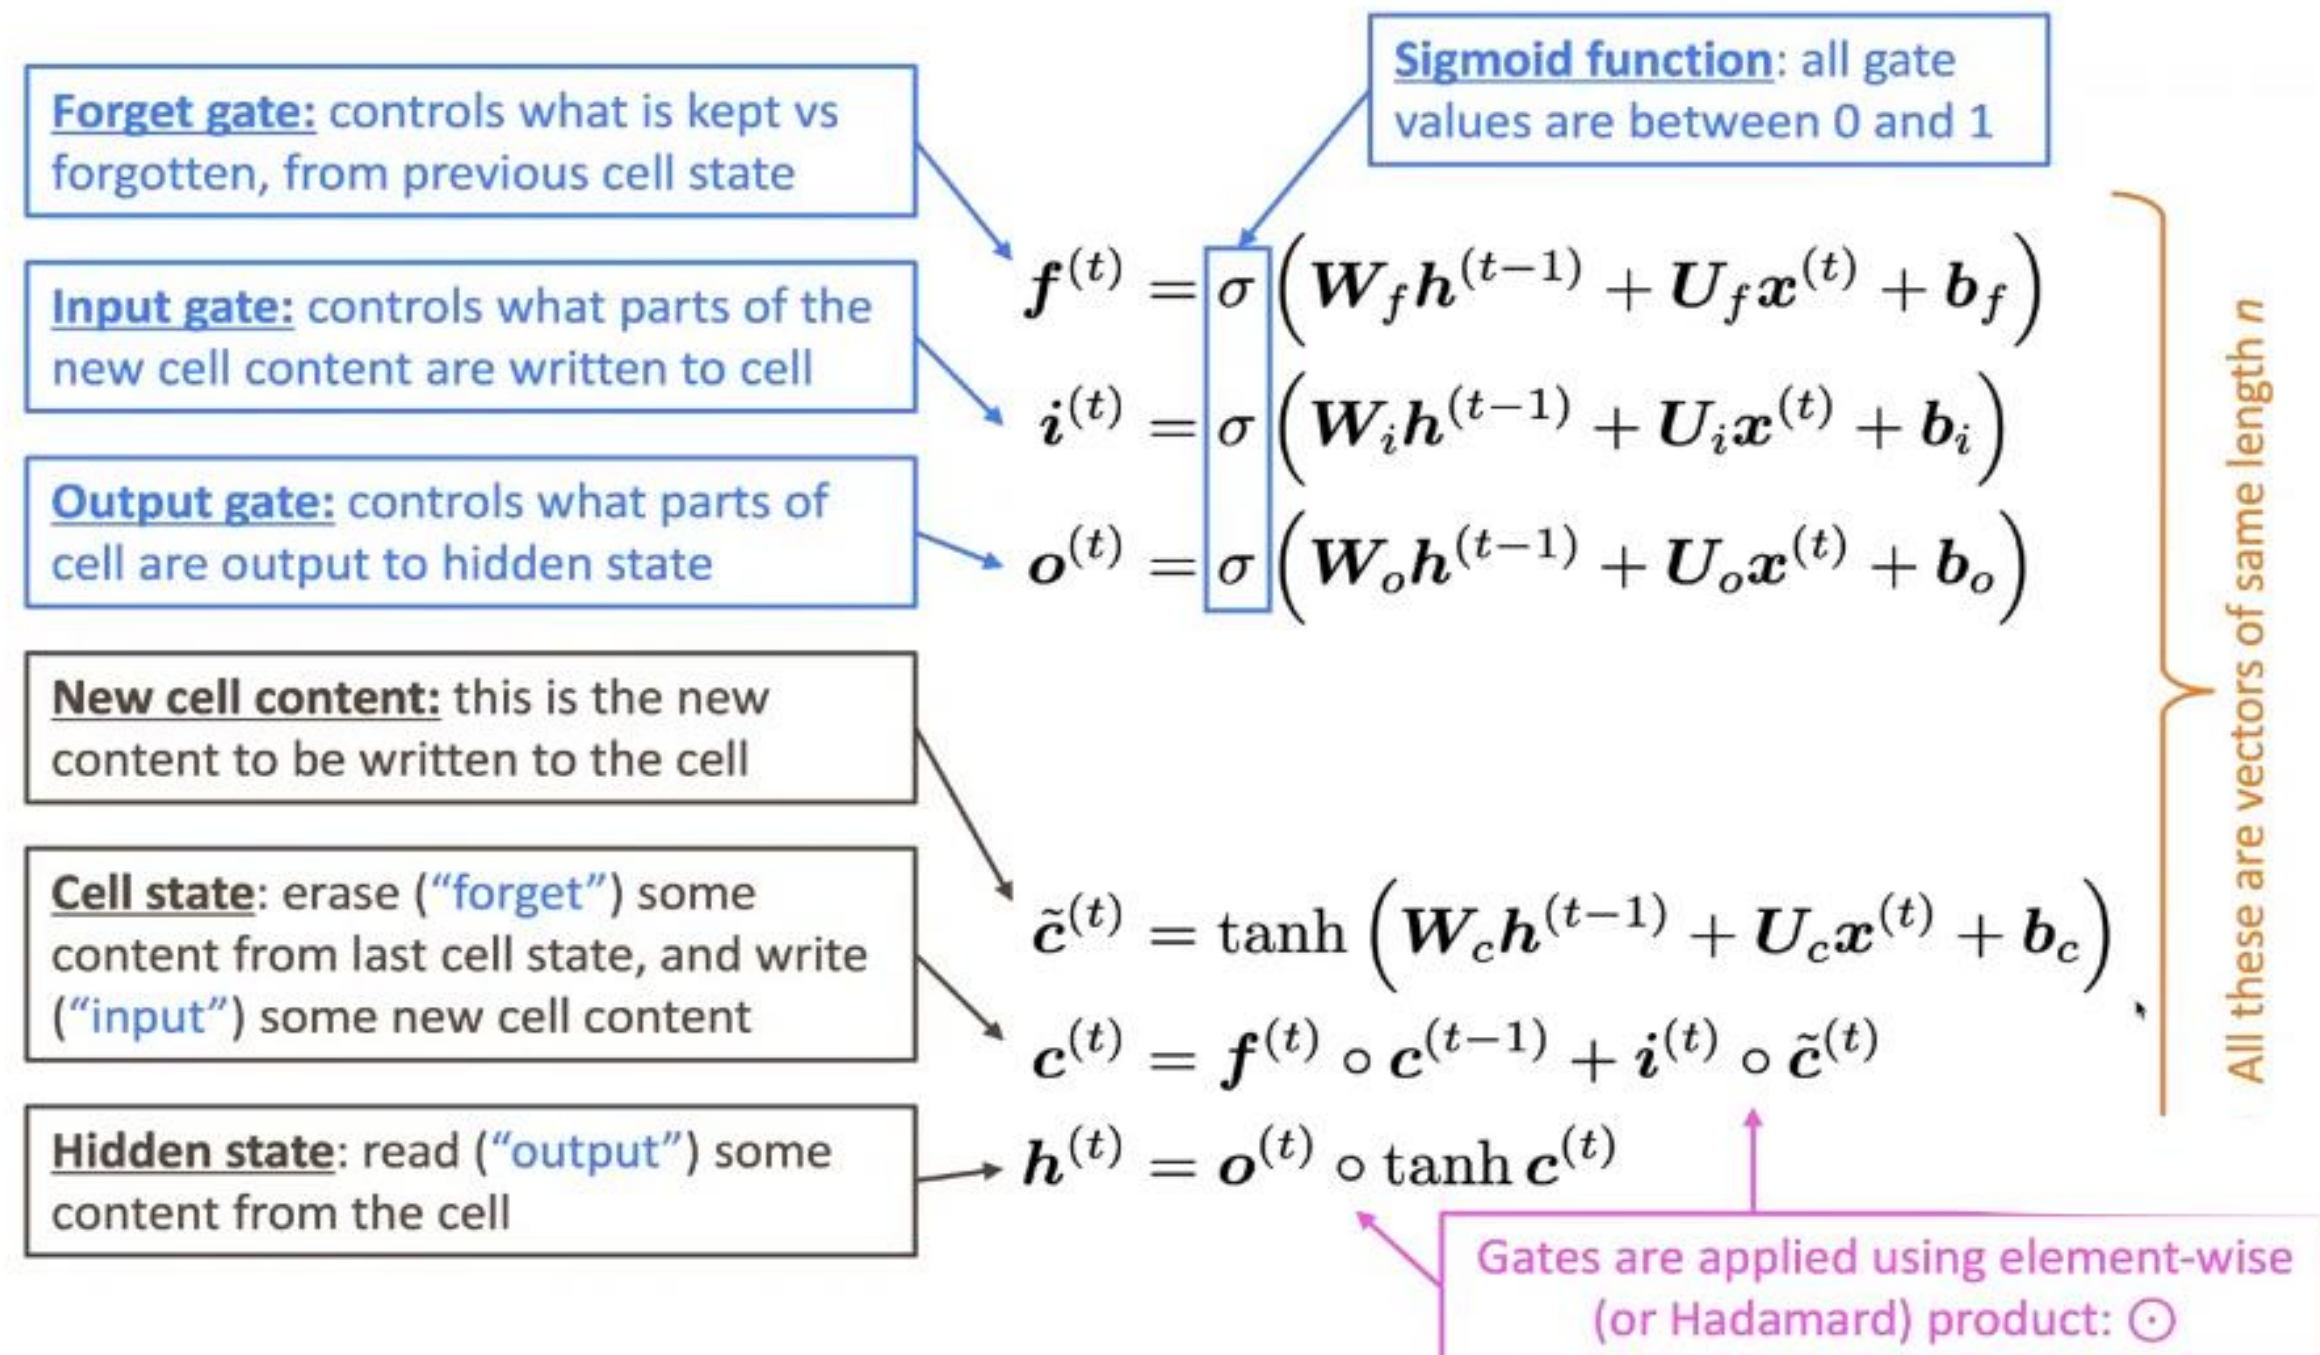 Sigmoid function: all gate
values are between 0 and 1
Forget gate: controls what is kept vs
forgotten, from previous cell state
Input gate: controls what parts of the
new cell content are written to cell
Output gate: controls what parts of
cell are output to hidden state
New cell content: this is the new
content to be written to the cell
Cell state: erase (“forget”) some
content from last cell state, and write
(“input”) some new cell content
Hidden state: read (“output”) some
content from the cell
f^(t) = σ (W_f h^(t−1) + U_f x^(t) + b_f)
i^(t) = σ (W_i h^(t−1) + U_i x^(t) + b_i)
o^(t) = σ (W_o h^(t−1) + U_o x^(t) + b_o)
c̃^(t) = tanh (W_c h^(t−1) + U_c x^(t) + b_c)
c^(t) = f^(t) ∘ c^(t−1) + i^(t) ∘ c̃^(t)
h^(t) = o^(t) ∘ tanh c^(t)
All these are vectors of same length n
Gates are applied using element-wise
(or Hadamard) product: ⊙